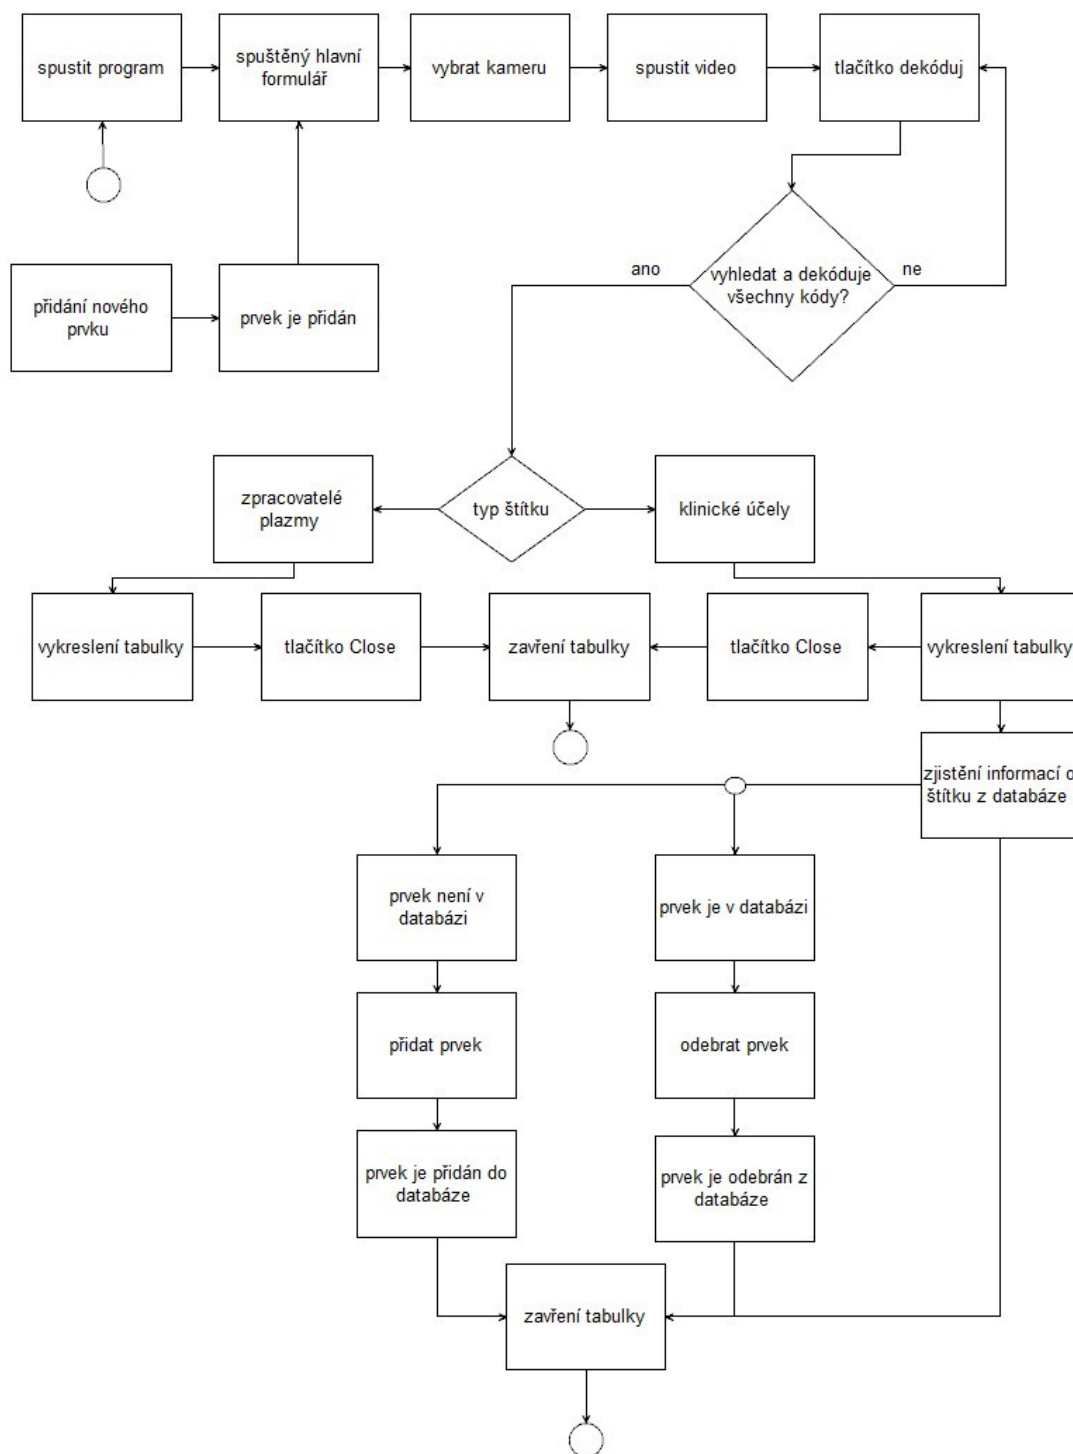 spustit program
spuštěný hlavní
formulář
vybrat kameru
spustit video
tlačítko dekóduj
přidání nového
prvku
prvek je přidán
ano
vyhledat a dekóduje
všechny kódy?
ne
zpracovatelé
plazmy
typ štítku
klinické účely
vykreslení tabulky
tlačítko Close
zavření tabulky
tlačítko Close
vykreslení tabulky
zjistění informací o
štítku z databáze
prvek není v
databázi
prvek je v databázi
přidat prvek
odebrat prvek
prvek je přidán do
databáze
prvek je odebrán z
databáze
zavření tabulky